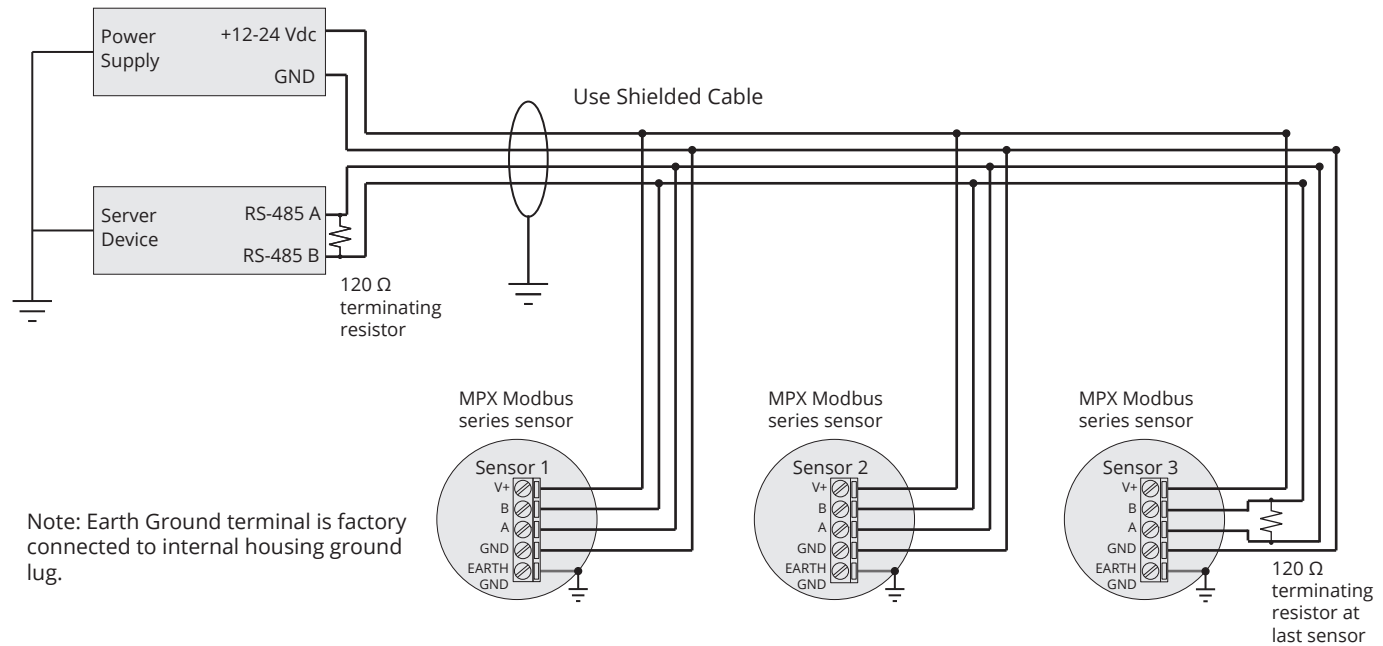 Power
Supply
+12-24 Vdc
GND
Use Shielded Cable
Server
Device
RS-485 A
RS-485 B
120 Ω
terminating
resistor
MPX Modbus
series sensor
Sensor 1
V+
B
A
GND
EARTH
GND
MPX Modbus
series sensor
Sensor 2
V+
B
A
GND
EARTH
GND
MPX Modbus
series sensor
Sensor 3
V+
B
A
GND
EARTH
GND
120 Ω
terminating
resistor at
last sensor
Note: Earth Ground terminal is factory
connected to internal housing ground
lug.